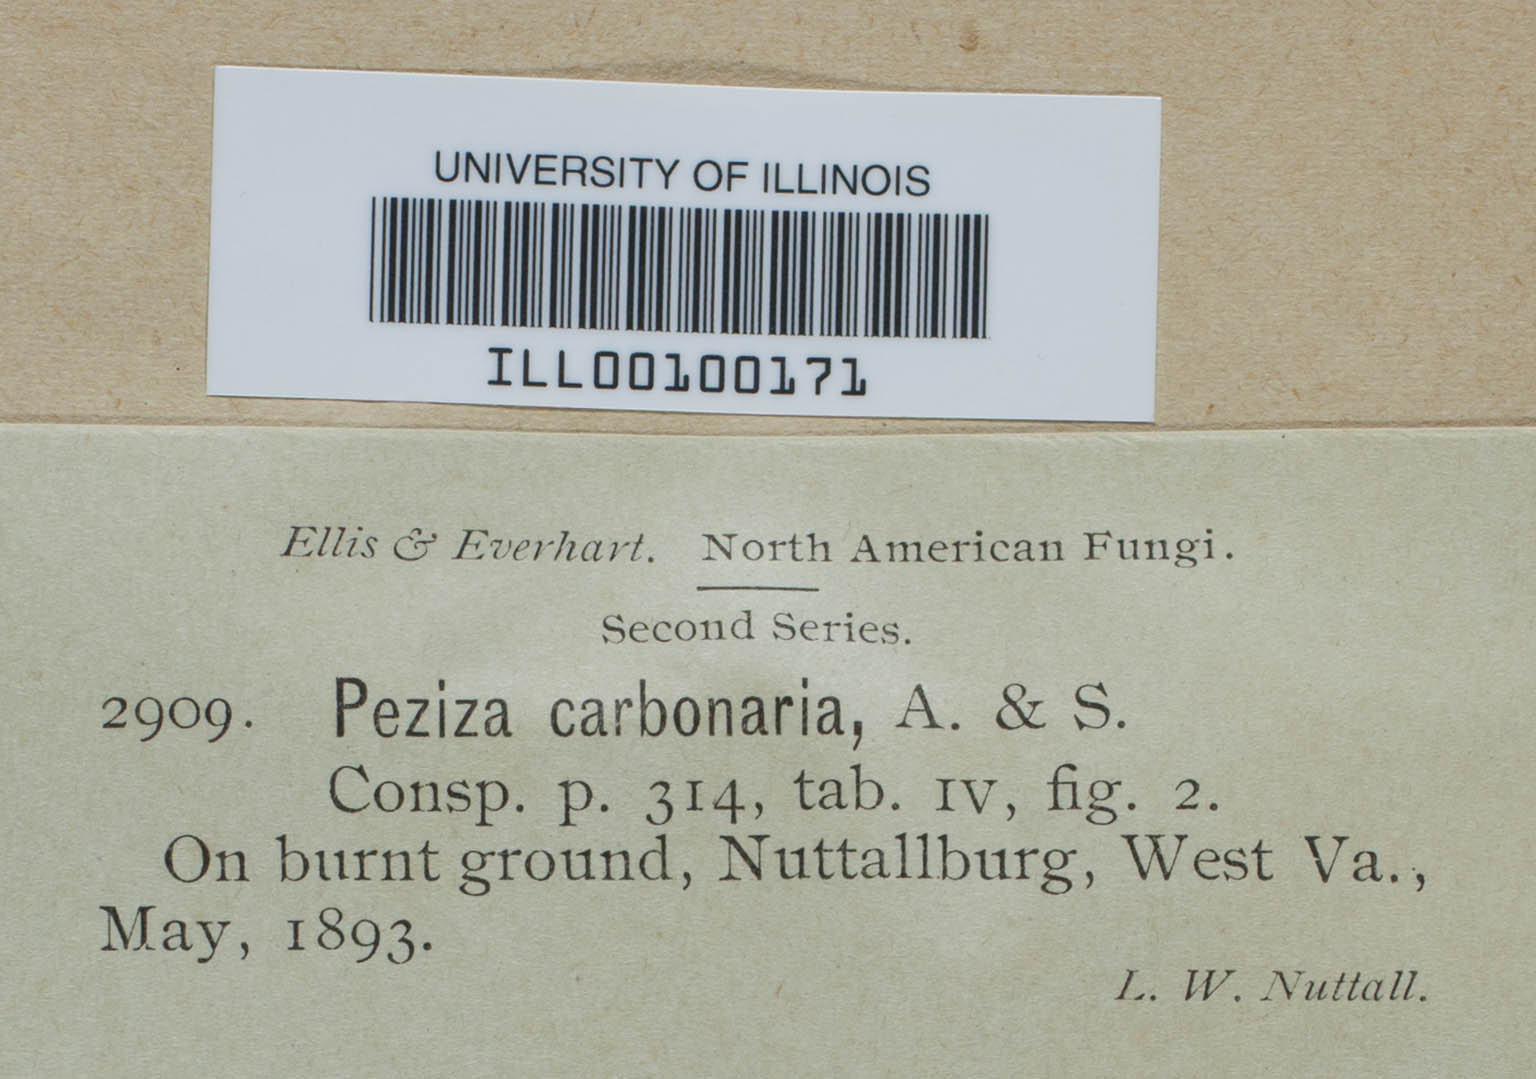 UNIVERSITY OF ILLINOIS
ILL00100171
Ellis & Everhart. North American Fungi.
Second Series.
2909. Peziza carbonaria, A. & S.
Consp. p. 314, tab. IV, fig. 2.
On burnt ground, Nuttallburg, West Va.,
May, 1893.
L. W. Nuttall.